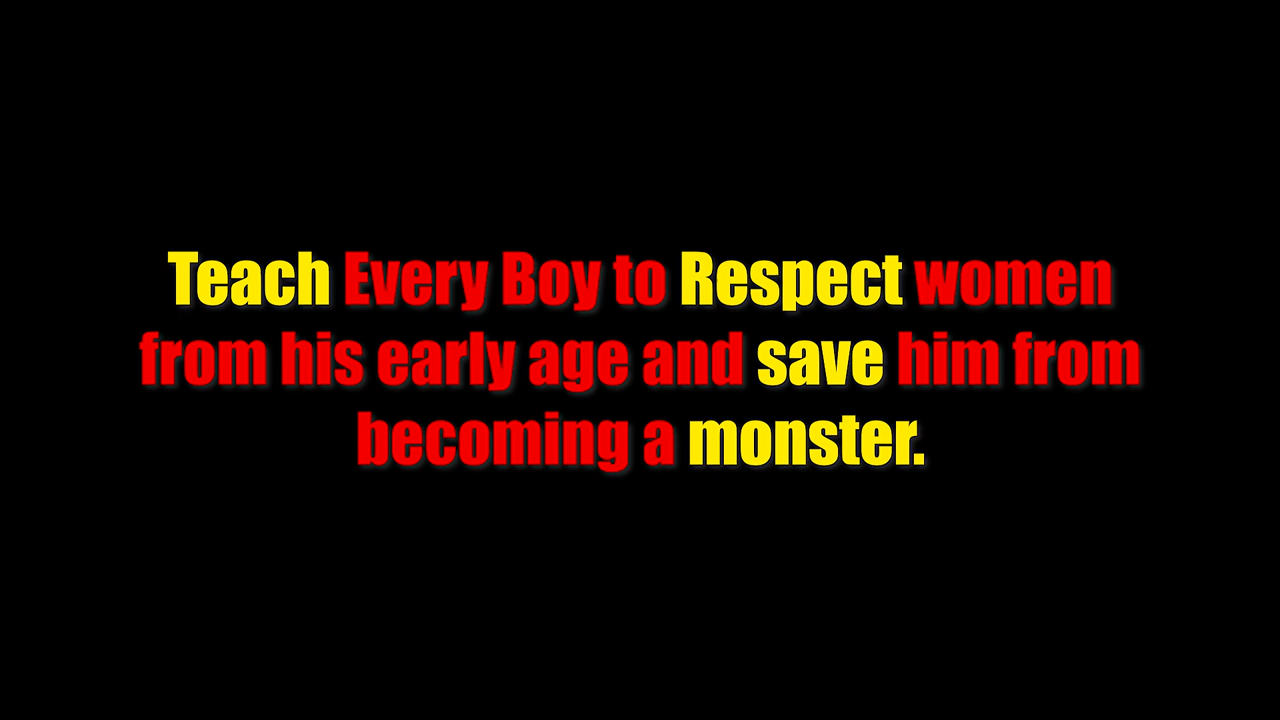 Teach Every Boy to Respect women
from his early age and save him from
becoming a monster.